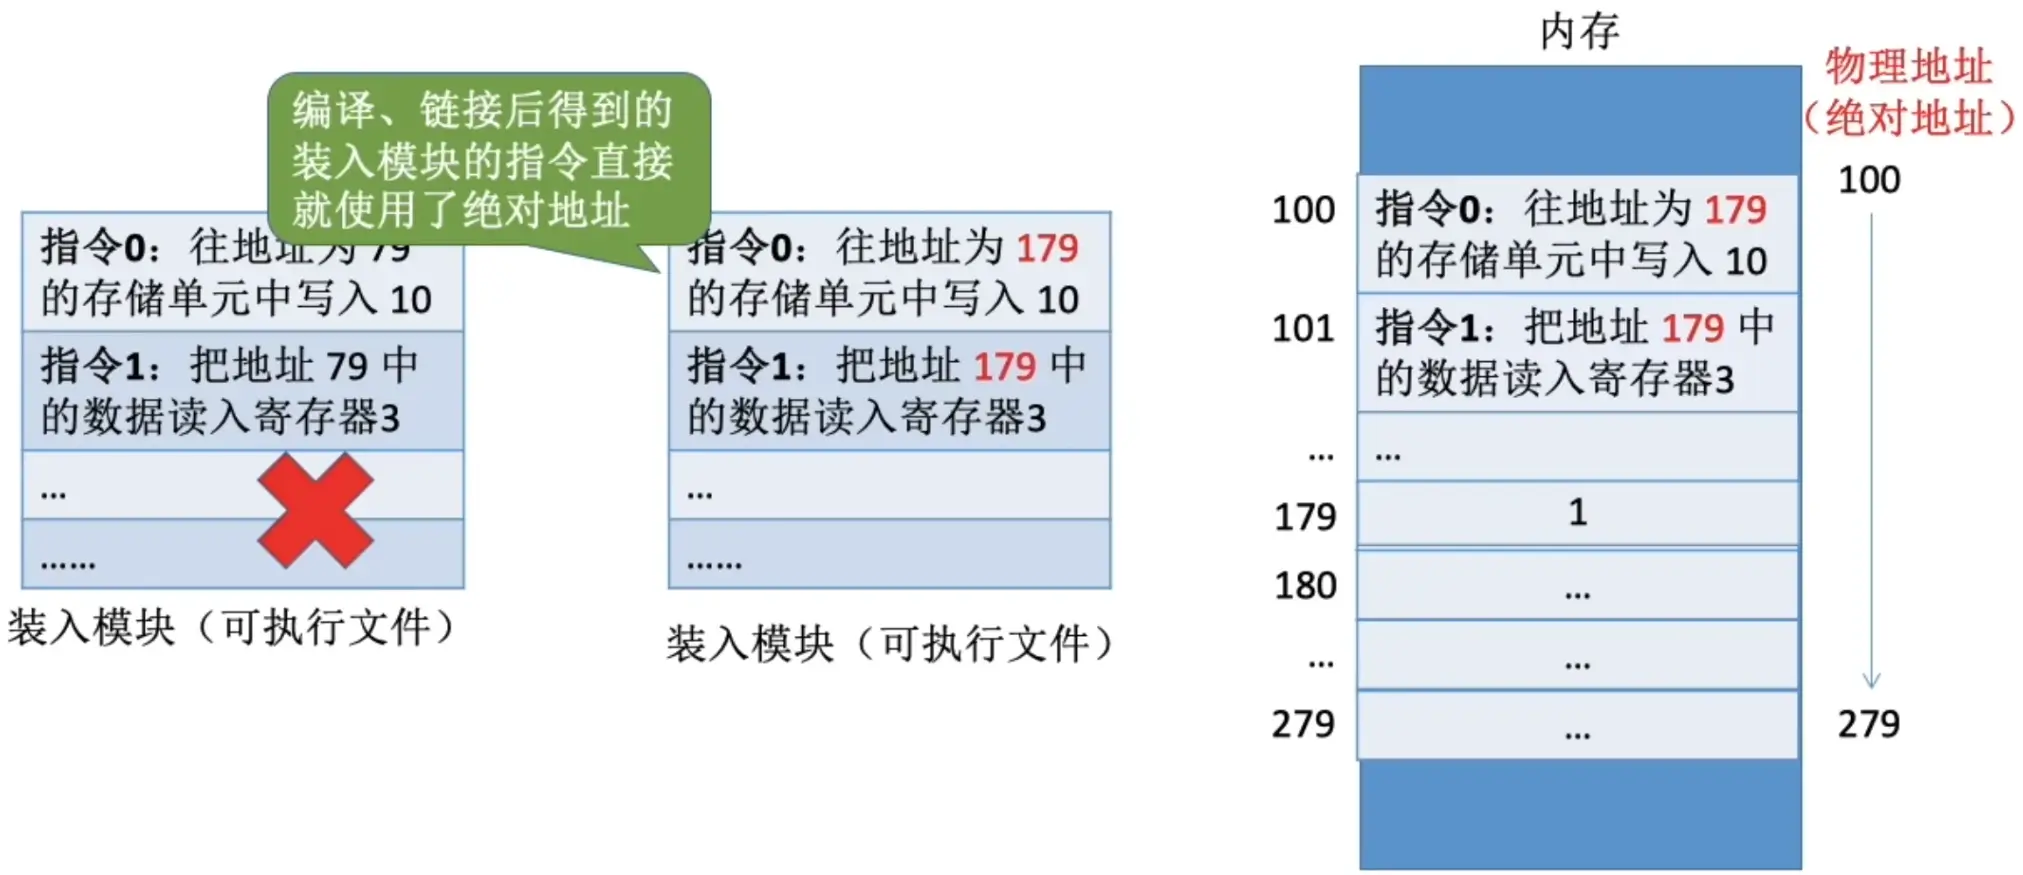 编译、链接后得到的
装入模块的指令直接
就使用了绝对地址
指令0：往地址为 79
的存储单元中写入 10
指令1：把地址 79 中
的数据读入寄存器3
...
......
装入模块（可执行文件）
指令0：往地址为 179
的存储单元中写入 10
指令1：把地址 179 中
的数据读入寄存器3
...
......
装入模块（可执行文件）
内存
物理地址
（绝对地址）
100
279
100
指令0：往地址为 179
的存储单元中写入 10
101
指令1：把地址 179 中
的数据读入寄存器3
... ...
179 1
180 ...
... ...
279 ...